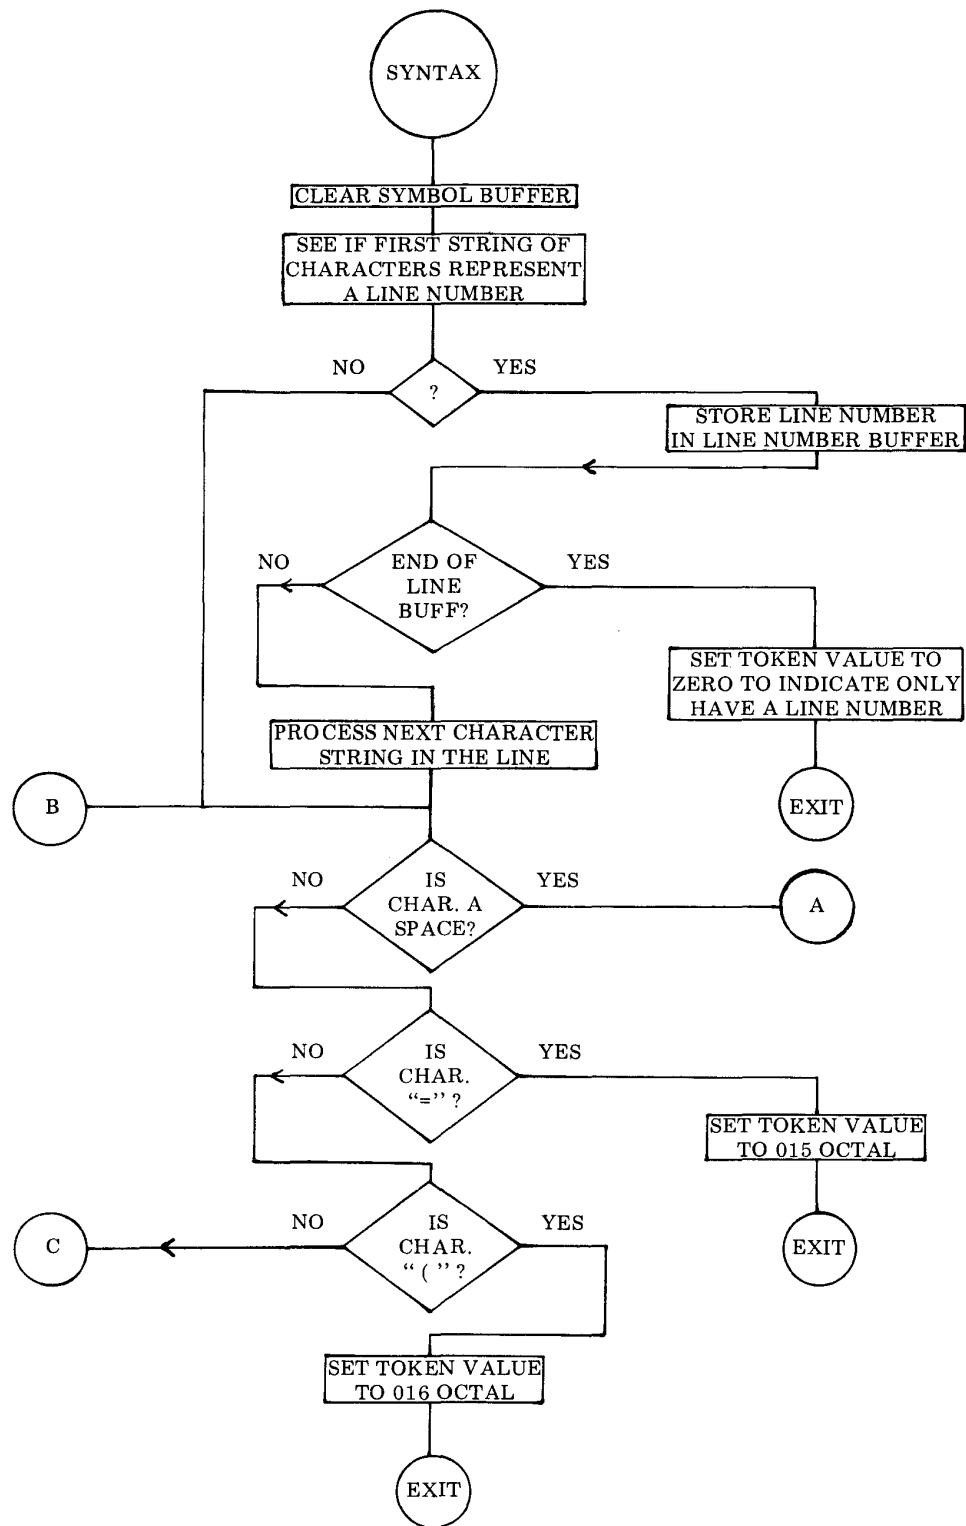 SYNTAX
CLEAR SYMBOL BUFFER
SEE IF FIRST STRING OF
CHARACTERS REPRESENT
A LINE NUMBER
NO
YES
?
STORE LINE NUMBER
IN LINE NUMBER BUFFER
NO
END OF
LINE
BUFF?
YES
SET TOKEN VALUE TO
ZERO TO INDICATE ONLY
HAVE A LINE NUMBER
PROCESS NEXT CHARACTER
STRING IN THE LINE
B
EXIT
NO
IS
CHAR. A
SPACE?
YES
A
NO
IS
CHAR.
“=” ?
YES
SET TOKEN VALUE
TO 015 OCTAL
C
NO
IS
CHAR.
“ ( ” ?
YES
EXIT
SET TOKEN VALUE
TO 016 OCTAL
EXIT